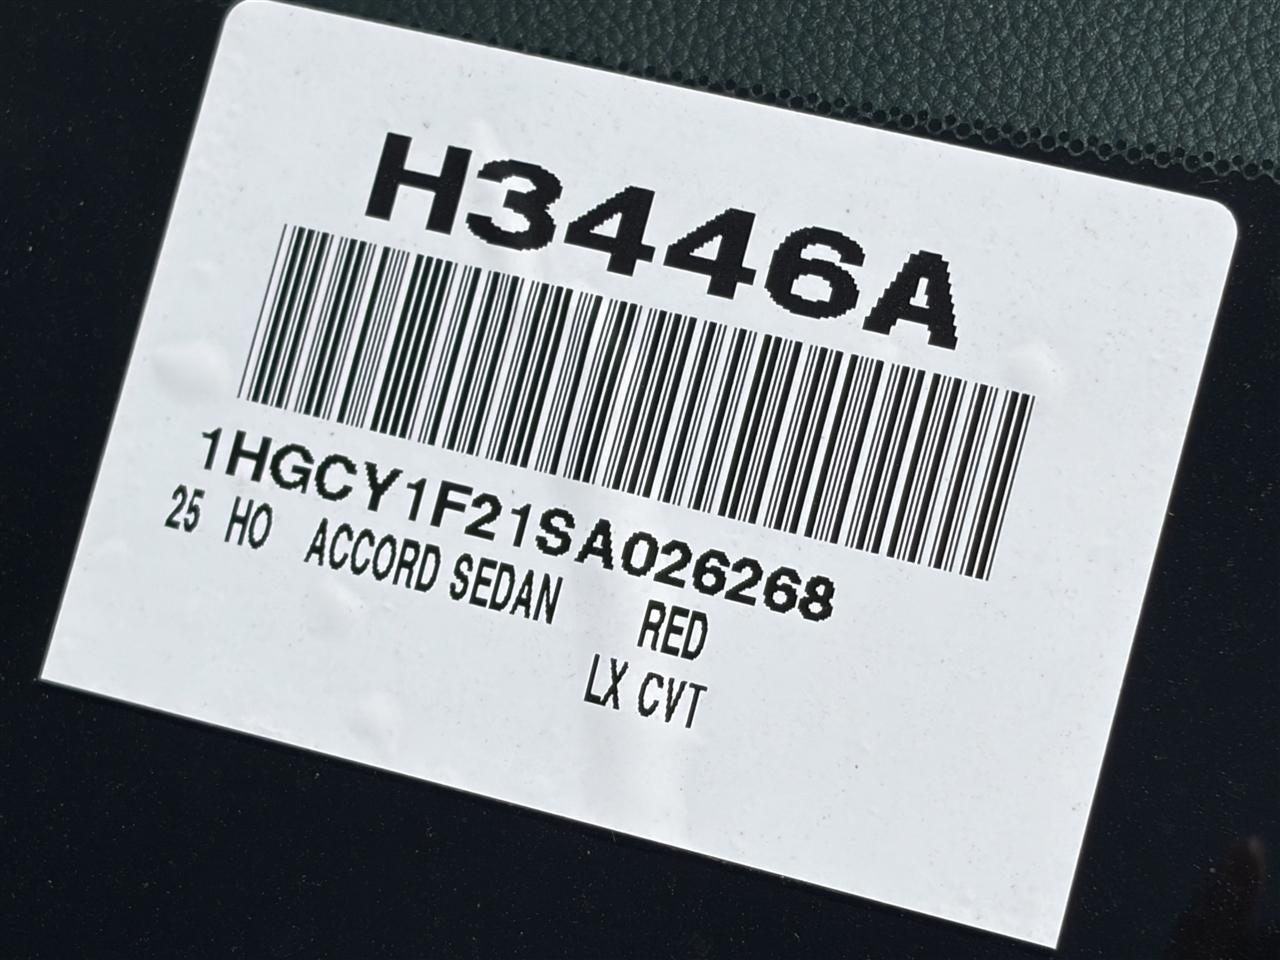 H3446A
1HGCY1F21SA026268
25 HO ACCORD SEDAN RED
LX CVT